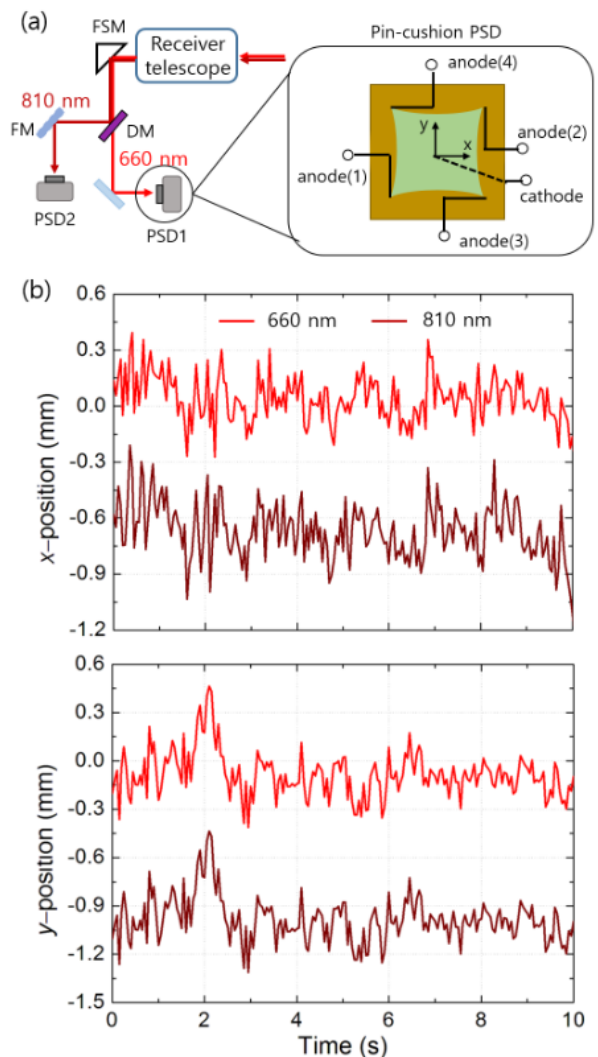 (a)
FSM
Receiver
telescope
810 nm
FM
DM
660 nm
PSD2
PSD1
Pin-cushion PSD
anode(4)
y
x
anode(2)
anode(1)
cathode
anode(3)
(b)
660 nm
810 nm
0.6
0.3
0.0
-0.3
-0.6
-0.9
-1.2
x–position (mm)
0.6
0.3
0.0
-0.3
-0.6
-0.9
-1.2
-1.5
y–position (mm)
0 2 4 6 8 10
Time (s)